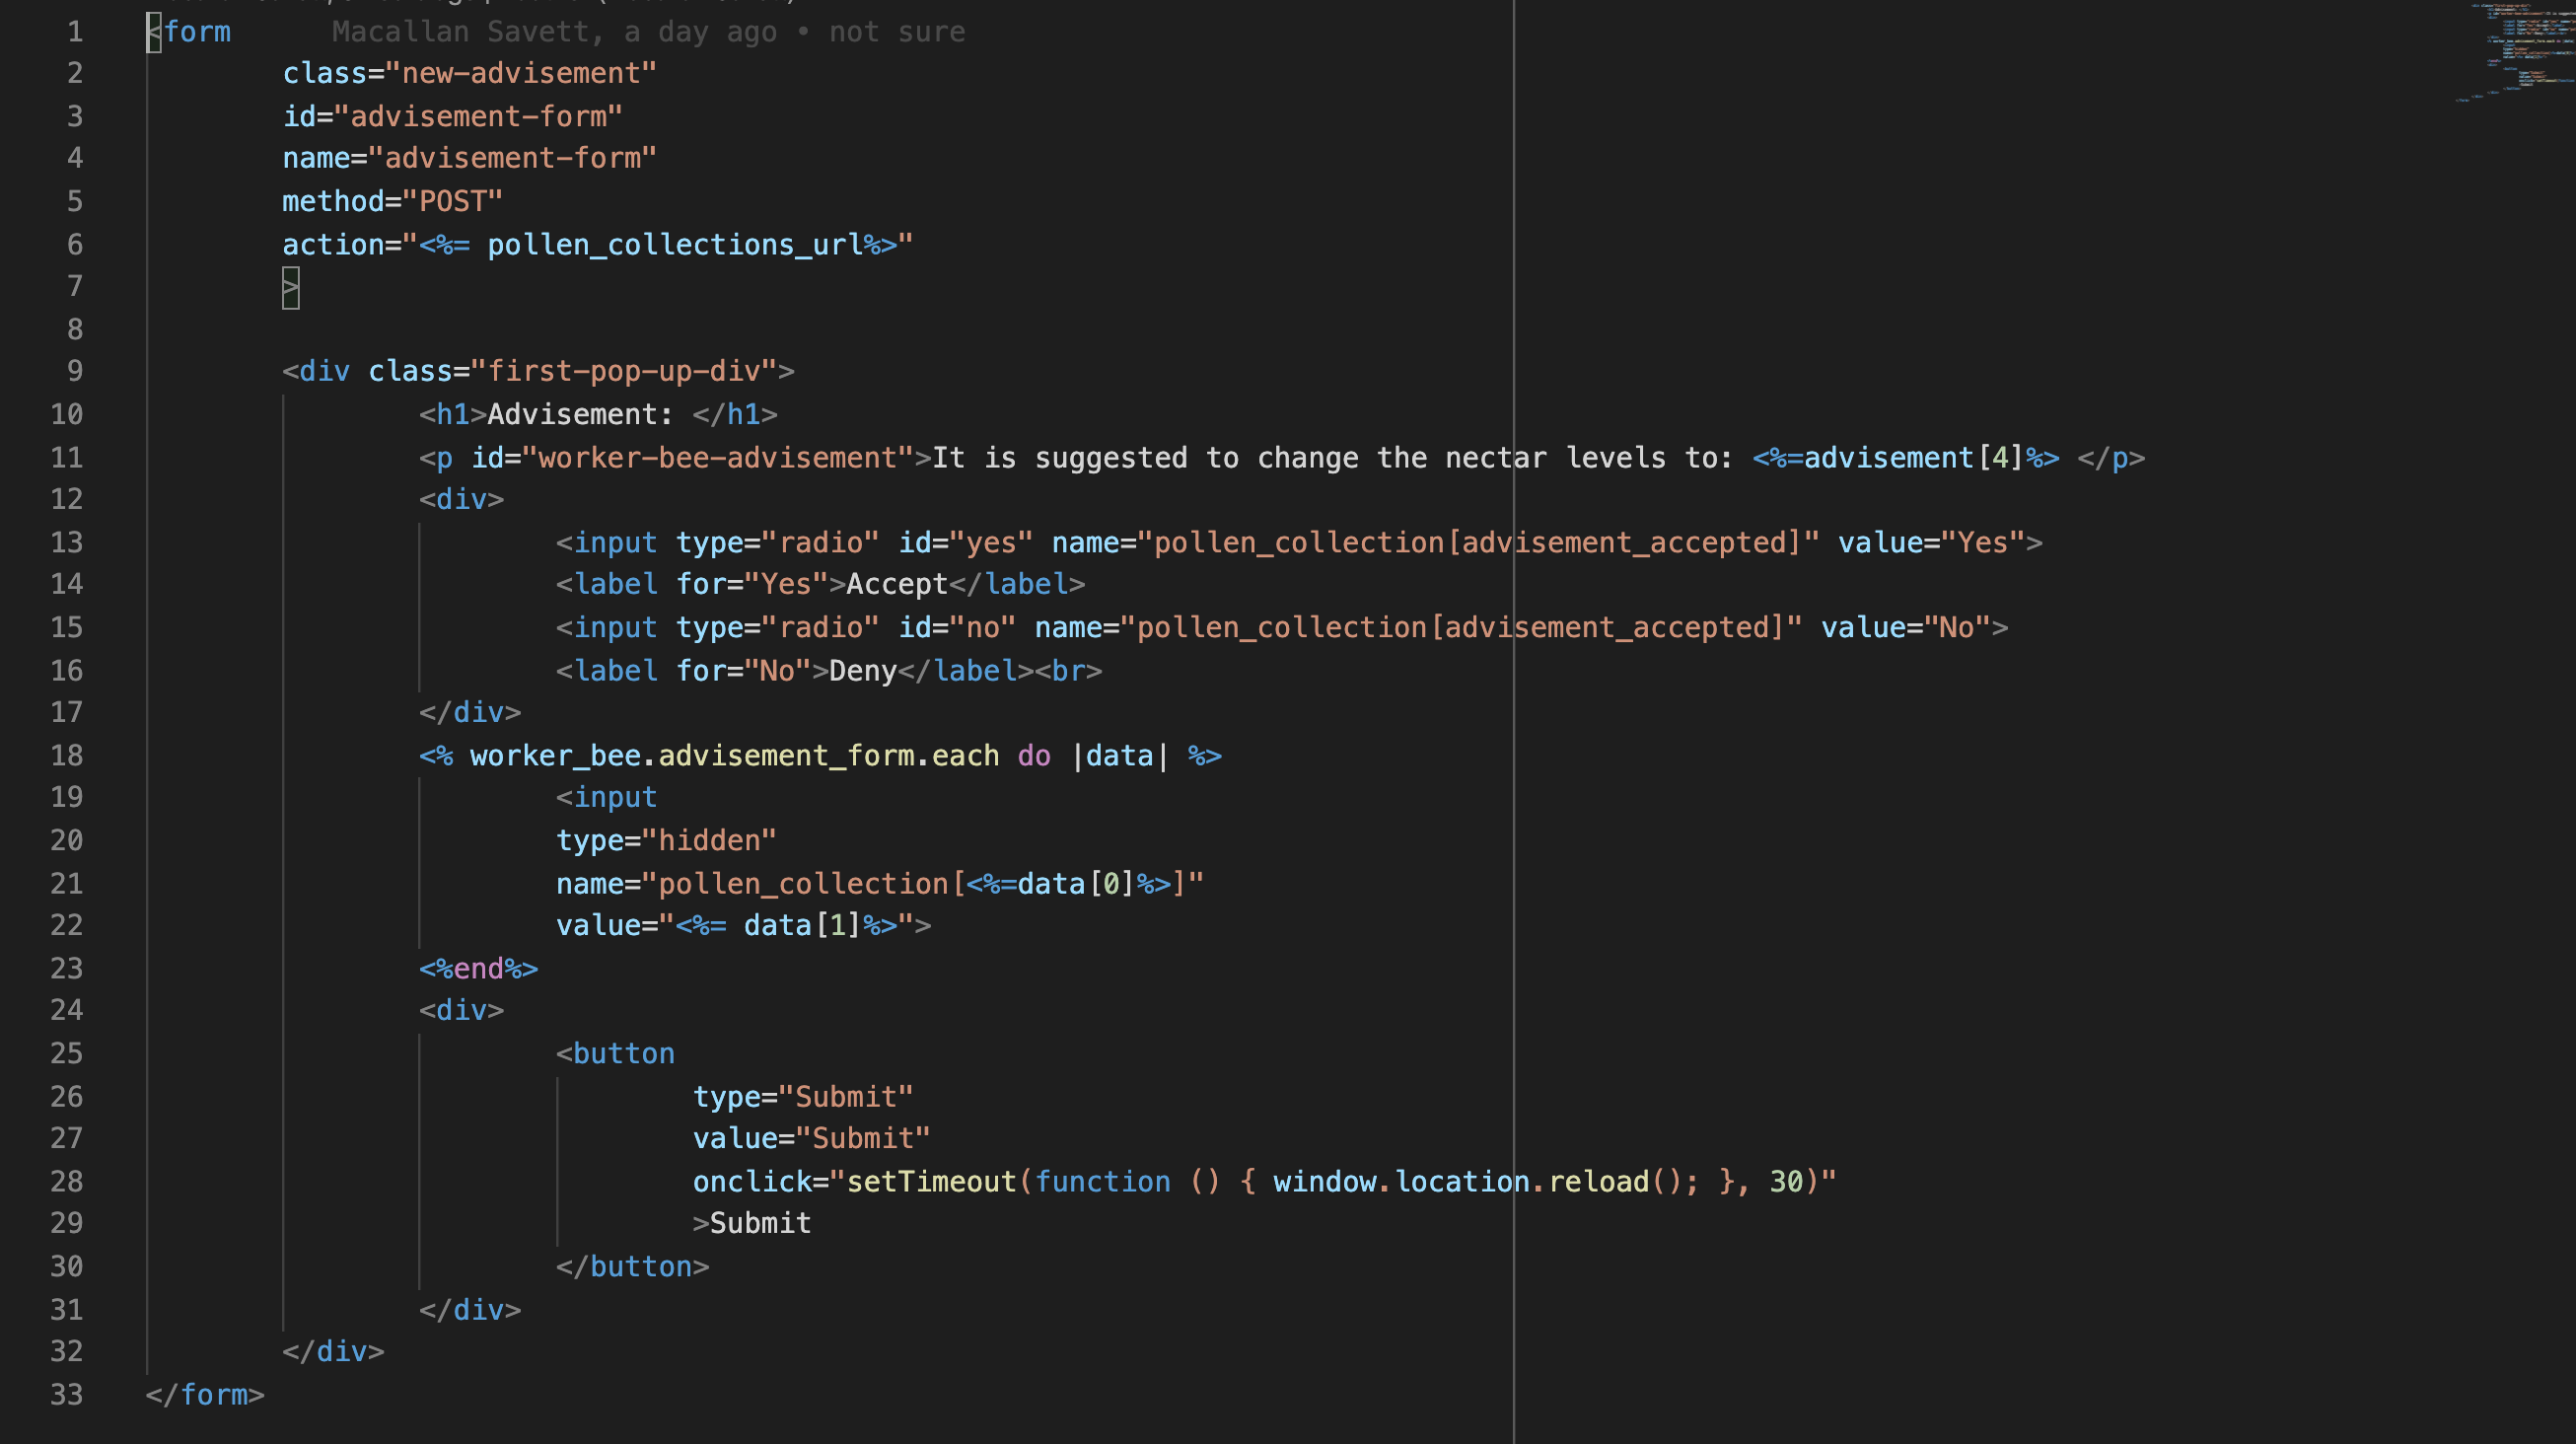 1 <form Macallan Savett, a day ago • not sure
2 class="new-advisement"
3 id="advisement-form"
4 name="advisement-form"
5 method="POST"
6 action="<%= pollen_collections_url%>"
7 >
8
9 <div class="first-pop-up-div">
10 <h1>Advisement: </h1>
11 <p id="worker-bee-advisement">It is suggested to change the nectar levels to: <%=advisement[4]%> </p>
12 <div>
13 <input type="radio" id="yes" name="pollen_collection[advisement_accepted]" value="Yes">
14 <label for="Yes">Accept</label>
15 <input type="radio" id="no" name="pollen_collection[advisement_accepted]" value="No">
16 <label for="No">Deny</label><br>
17 </div>
18 <% worker_bee.advisement_form.each do |data| %>
19 <input
20 type="hidden"
21 name="pollen_collection[<%=data[0]%>]"
22 value="<%= data[1]%>">
23 <%end%>
24 <div>
25 <button
26 type="Submit"
27 value="Submit"
28 onclick="setTimeout(function () { window.location.reload(); }, 30)"
29 >Submit
30 </button>
31 </div>
32 </div>
33 </form>